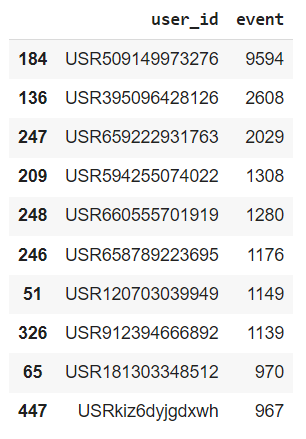 user_id event
184 USR509149973276 9594
136 USR395096428126 2608
247 USR659222931763 2029
209 USR594255074022 1308
248 USR660555701919 1280
246 USR658789223695 1176
51 USR120703039949 1149
326 USR912394666892 1139
65 USR181303348512 970
447 USRkiz6dyjgdxwh 967